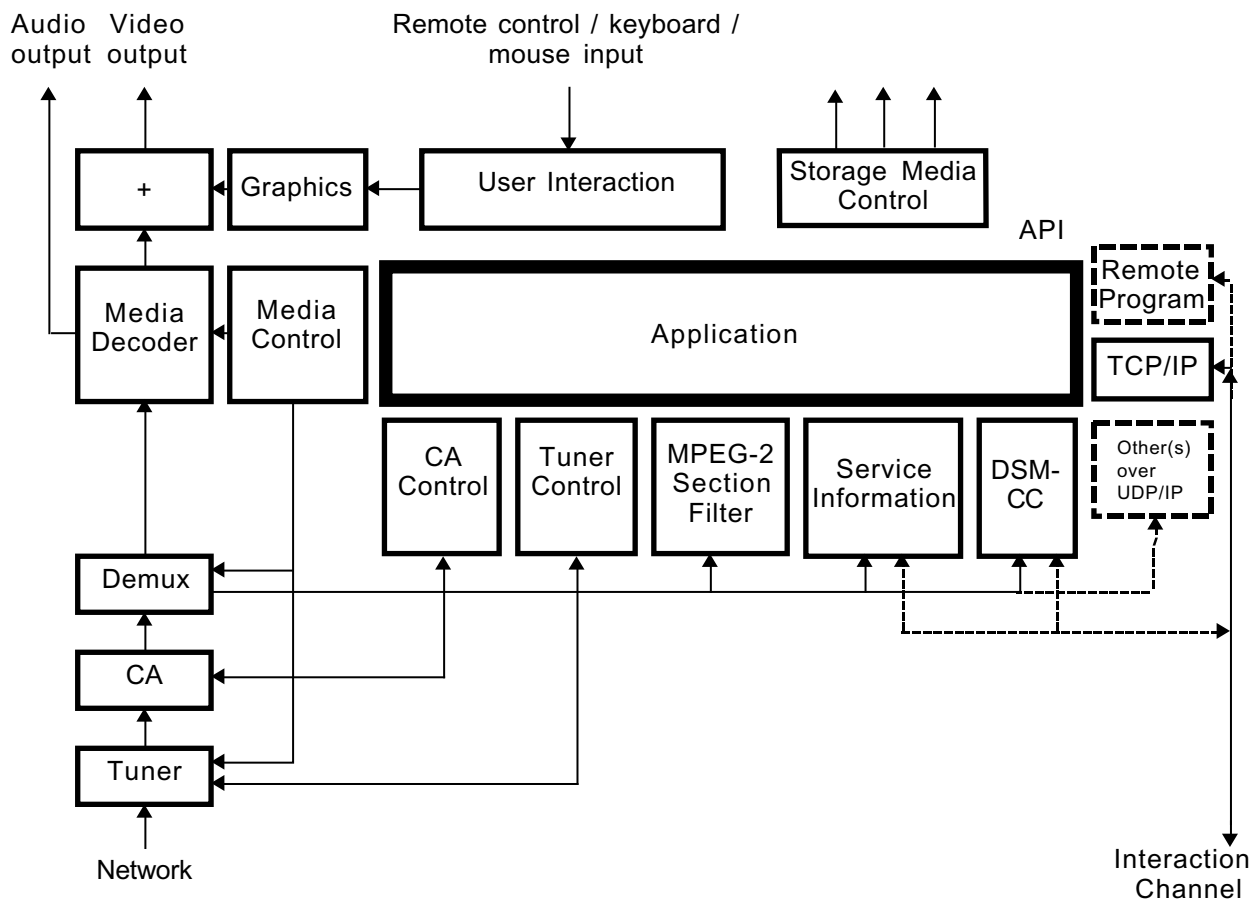 Audio
output
Video
output
Remote control / keyboard /
mouse input
+
Graphics
User Interaction
Storage Media
Control
API
Media
Decoder
Media
Control
Application
Remote
Program
TCP/IP
CA
Control
Tuner
Control
MPEG-2
Section
Filter
Service
Information
DSM-
CC
Other(s)
over
UDP/IP
Demux
CA
Tuner
Network
Interaction
Channel